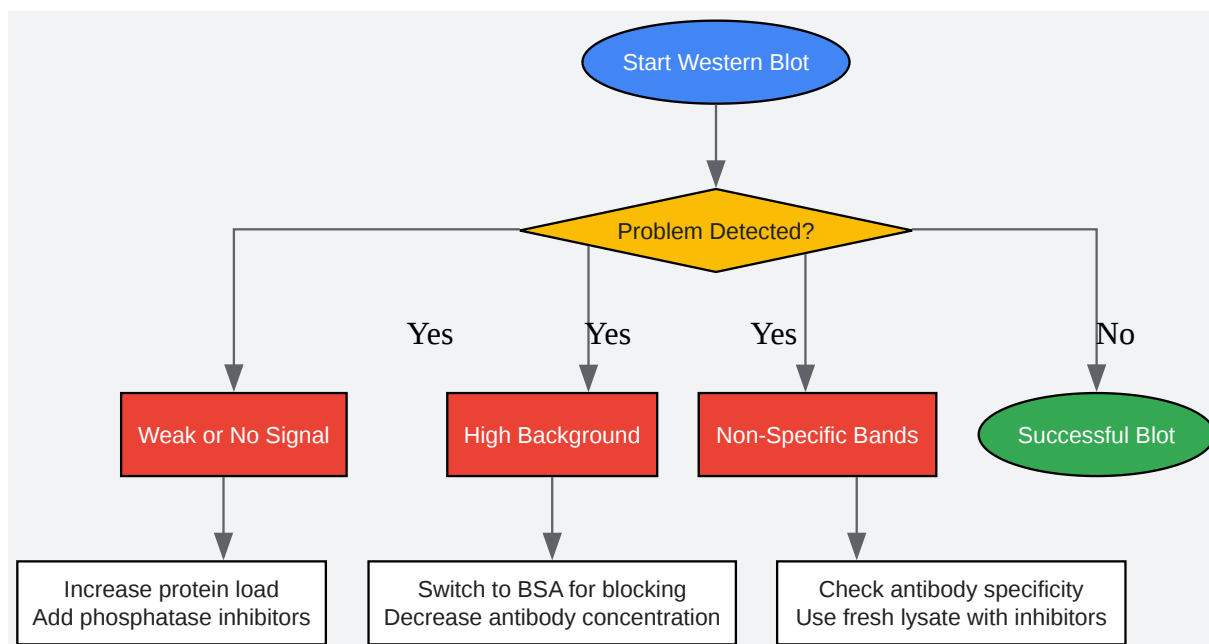 Start Western Blot
Problem Detected?
Yes
Yes
Yes
No
Weak or No Signal
High Background
Non-Specific Bands
Successful Blot
Increase protein load
Add phosphatase inhibitors
Switch to BSA for blocking
Decrease antibody concentration
Check antibody specificity
Use fresh lysate with inhibitors